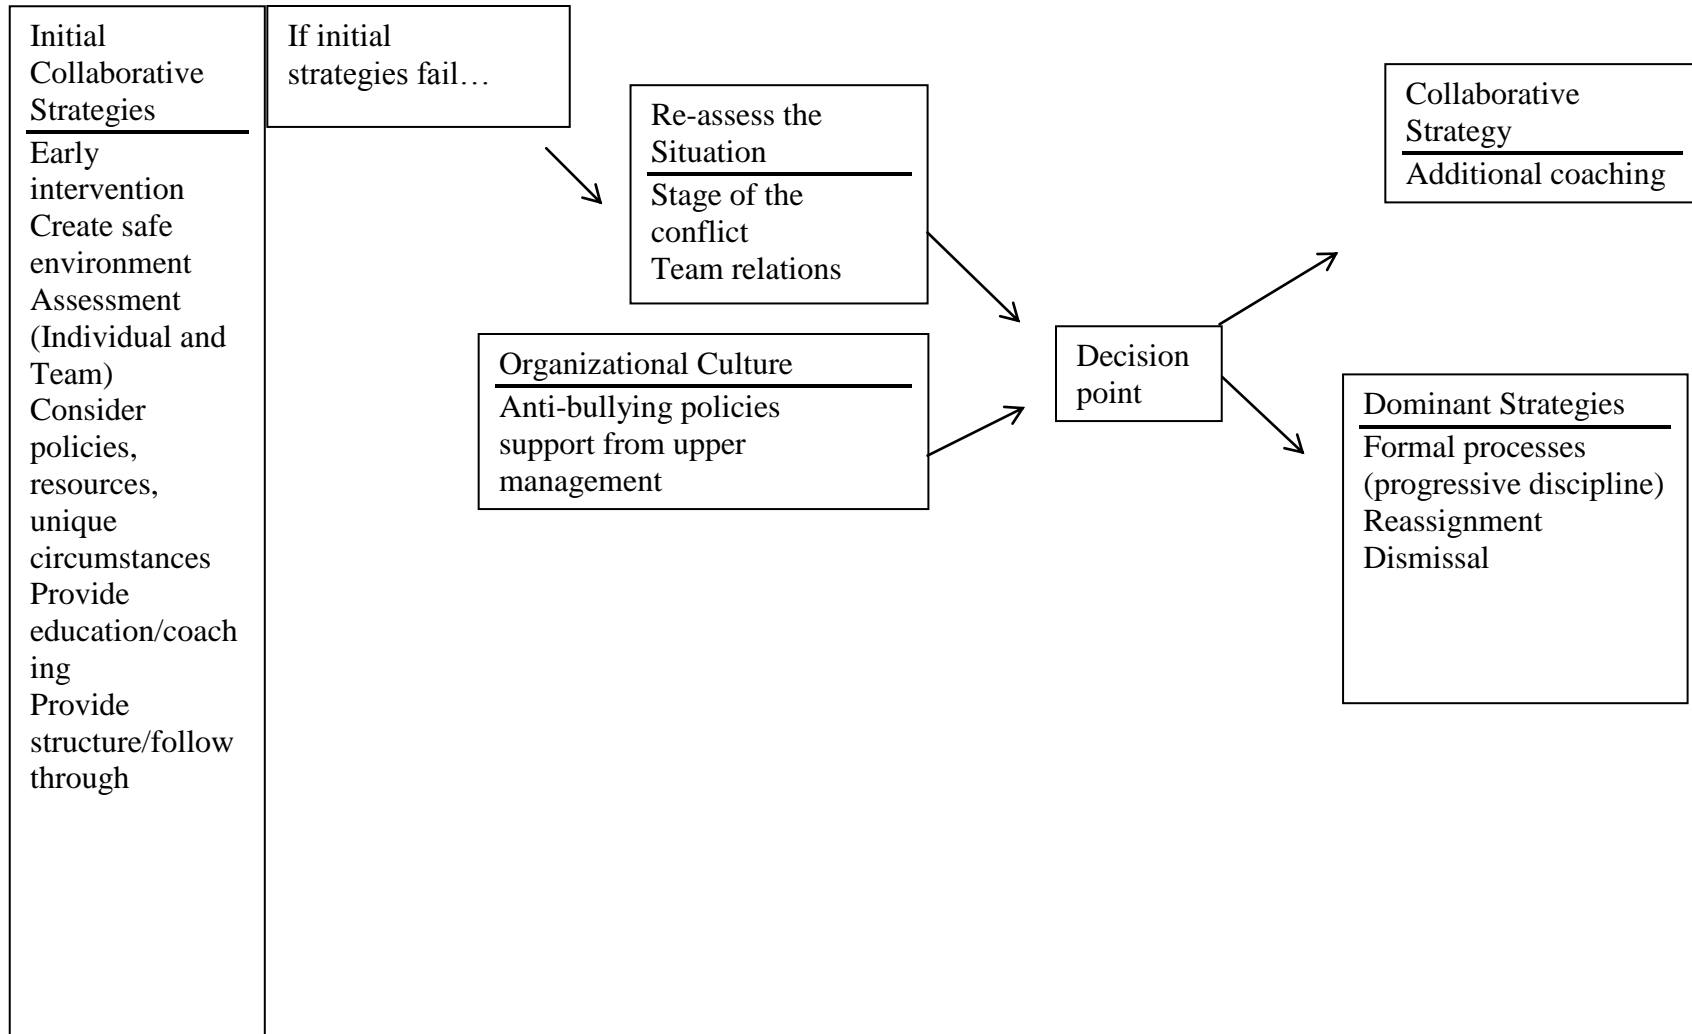 Initial
Collaborative
Strategies
Early
intervention
Create safe
environment
Assessment
(Individual and
Team)
Consider
policies,
resources,
unique
circumstances
Provide
education/coach
ing
Provide
structure/follow
through
If initial
strategies fail…
Re-assess the
Situation
Stage of the
conflict
Team relations
Organizational Culture
Anti-bullying policies
support from upper
management
Decision
point
Collaborative
Strategy
Additional coaching
Dominant Strategies
Formal processes
(progressive discipline)
Reassignment
Dismissal